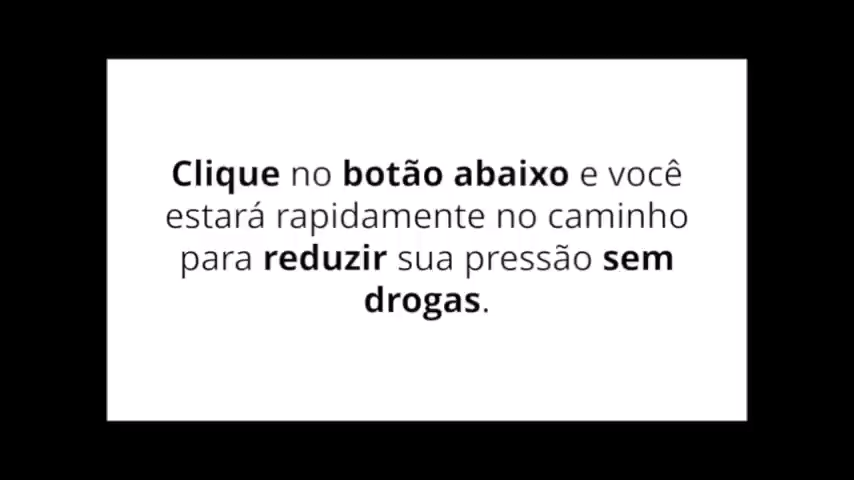 Clique no botão abaixo e você
estará rapidamente no caminho
para reduzir sua pressão sem
drogas.